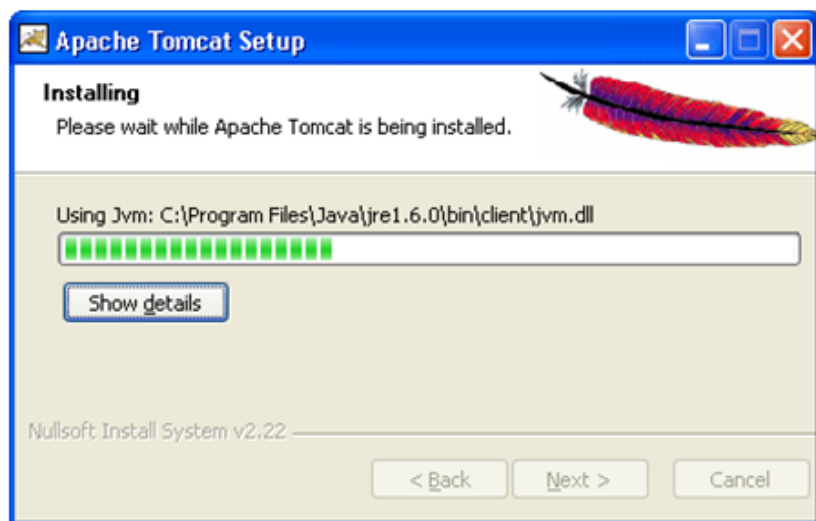 Apache Tomcat Setup
Installing
Please wait while Apache Tomcat is being installed.
Using Jvm: C:\Program Files\Java\jre1.6.0\bin\client\jvm.dll
Show details
Nullsoft Install System v2.22
< Back Next > Cancel